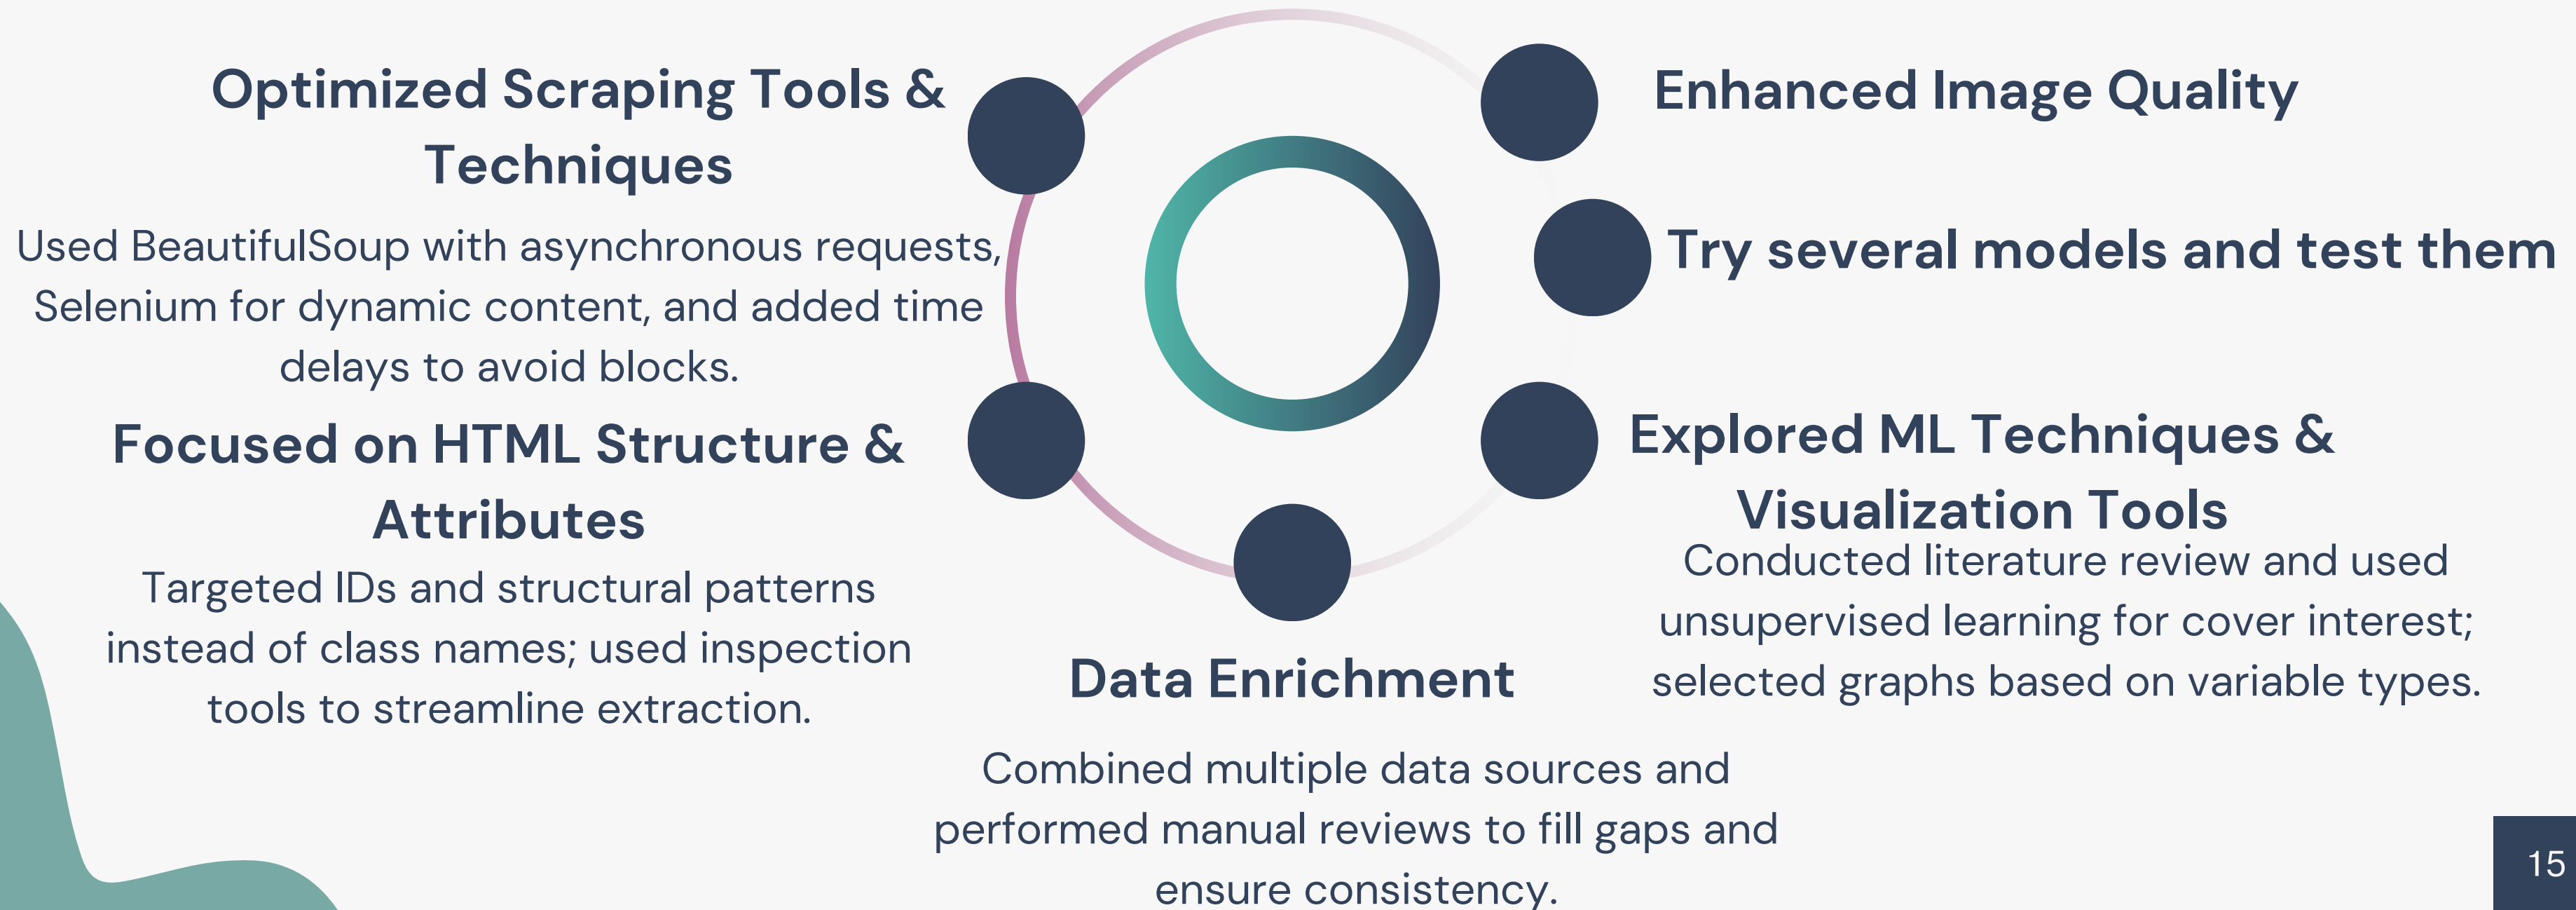 Optimized Scraping Tools &
Techniques
Used BeautifulSoup with asynchronous requests,
Selenium for dynamic content, and added time
delays to avoid blocks.
Focused on HTML Structure &
Attributes
Targeted IDs and structural patterns
instead of class names; used inspection
tools to streamline extraction.
Data Enrichment
Combined multiple data sources and
performed manual reviews to fill gaps and
ensure consistency.
Enhanced Image Quality
Try several models and test them
Explored ML Techniques &
Visualization Tools
Conducted literature review and used
unsupervised learning for cover interest;
selected graphs based on variable types.
15